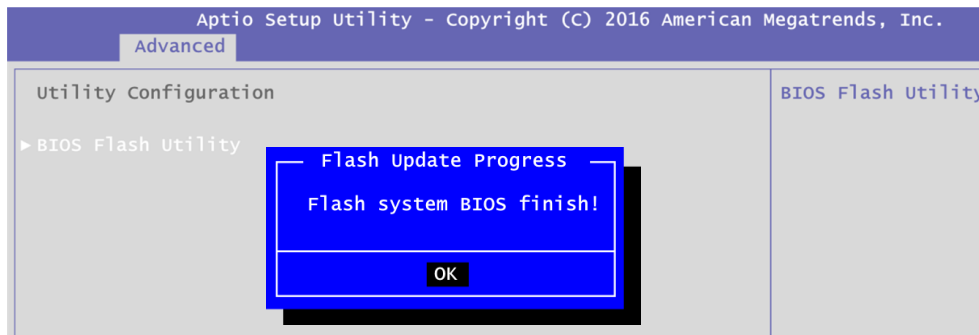 Aptio Setup Utility - Copyright (C) 2016 American Megatrends, Inc.
Advanced
Utility Configuration
BIOS Flash Utility
►BIOS Flash Utility
Flash Update Progress
Flash system BIOS finish!
OK